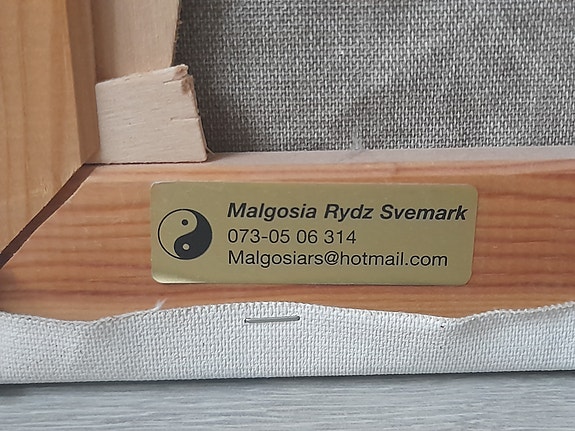 Malgosia Rydz Svemark
073-05 06 314
Malgosiars@hotmail.com